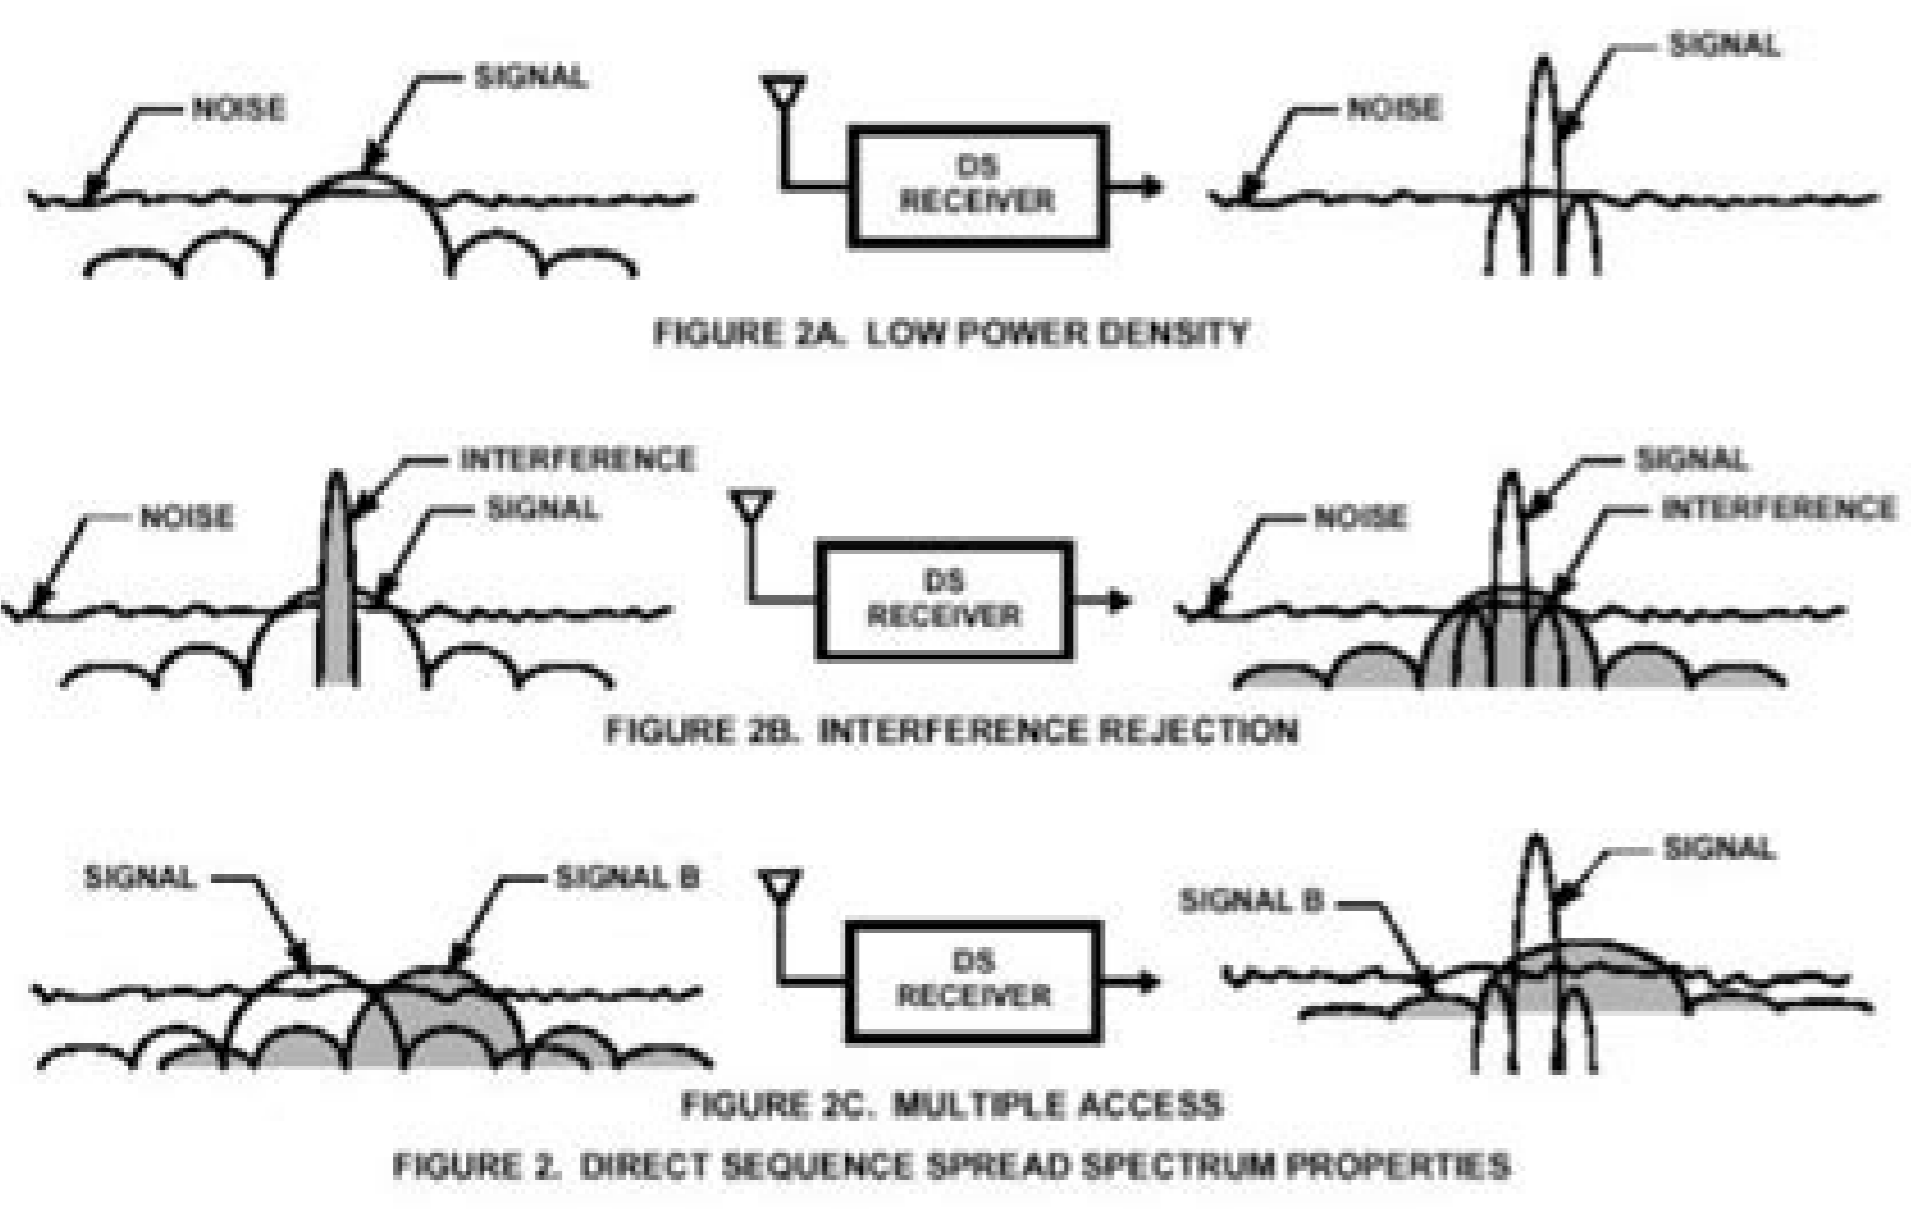 NOISE
SIGNAL
DS
RECEIVER
NOISE
SIGNAL
FIGURE 2A. LOW POWER DENSITY
NOISE
INTERFERENCE
SIGNAL
DS
RECEIVER
NOISE
SIGNAL
INTERFERENCE
FIGURE 2B. INTERFERENCE REJECTION
SIGNAL
SIGNAL B
DS
RECEIVER
SIGNAL B
SIGNAL
FIGURE 2C. MULTIPLE ACCESS
FIGURE 2. DIRECT SEQUENCE SPREAD SPECTRUM PROPERTIES